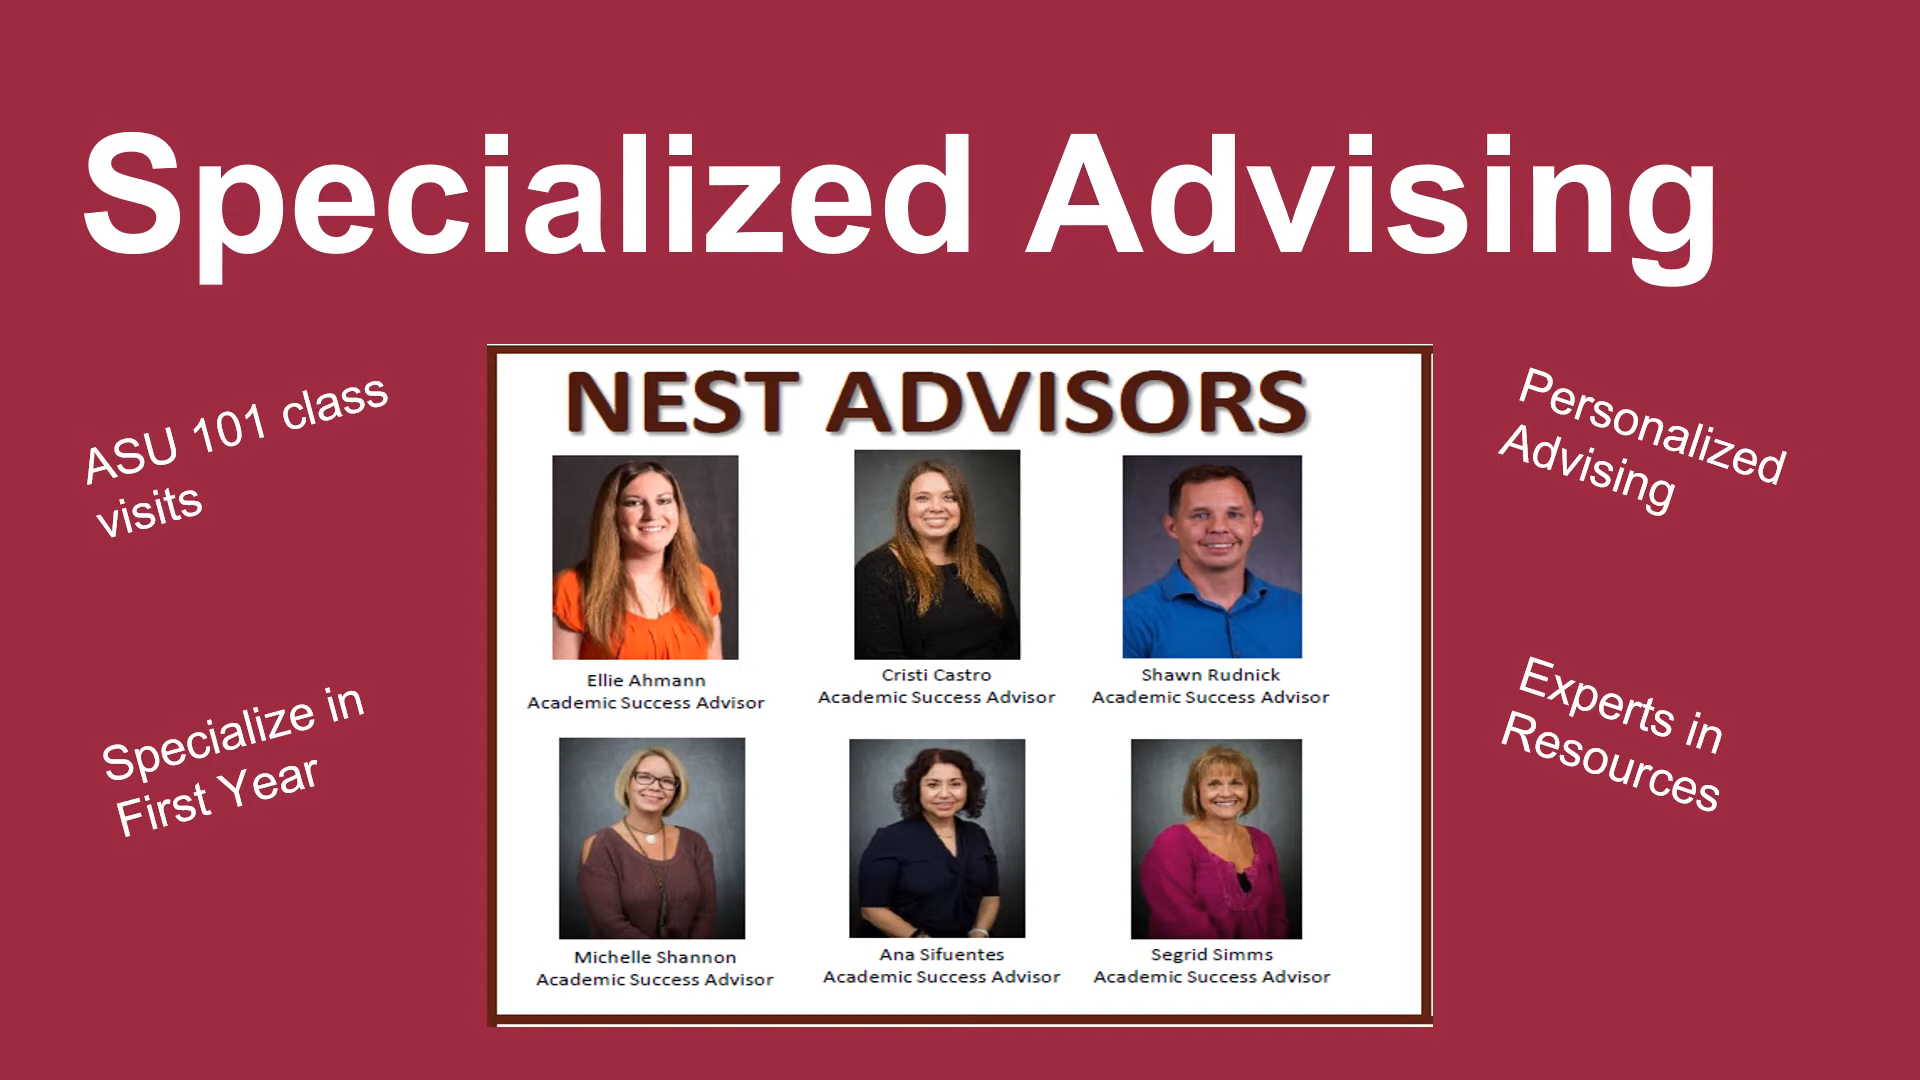 Specialized Advising
ASU 101 class
visits
Specialize in
First Year
NEST ADVISORS
Ellie Ahmann
Academic Success Advisor
Cristi Castro
Academic Success Advisor
Shawn Rudnick
Academic Success Advisor
Michelle Shannon
Academic Success Advisor
Ana Sifuentes
Academic Success Advisor
Segrid Simms
Academic Success Advisor
Personalized
Advising
Experts in
Resources